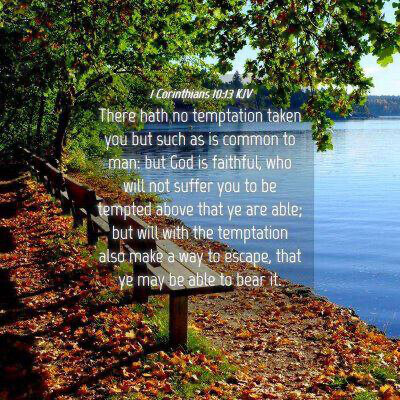 I Corinthians 10:13 KJV
There hath no temptation taken
you but such as is common to
man: but God is faithful, who
will not suffer you to be
tempted above that ye are able;
but will with the temptation
also make a way to escape, that
ye may be able to bear it.